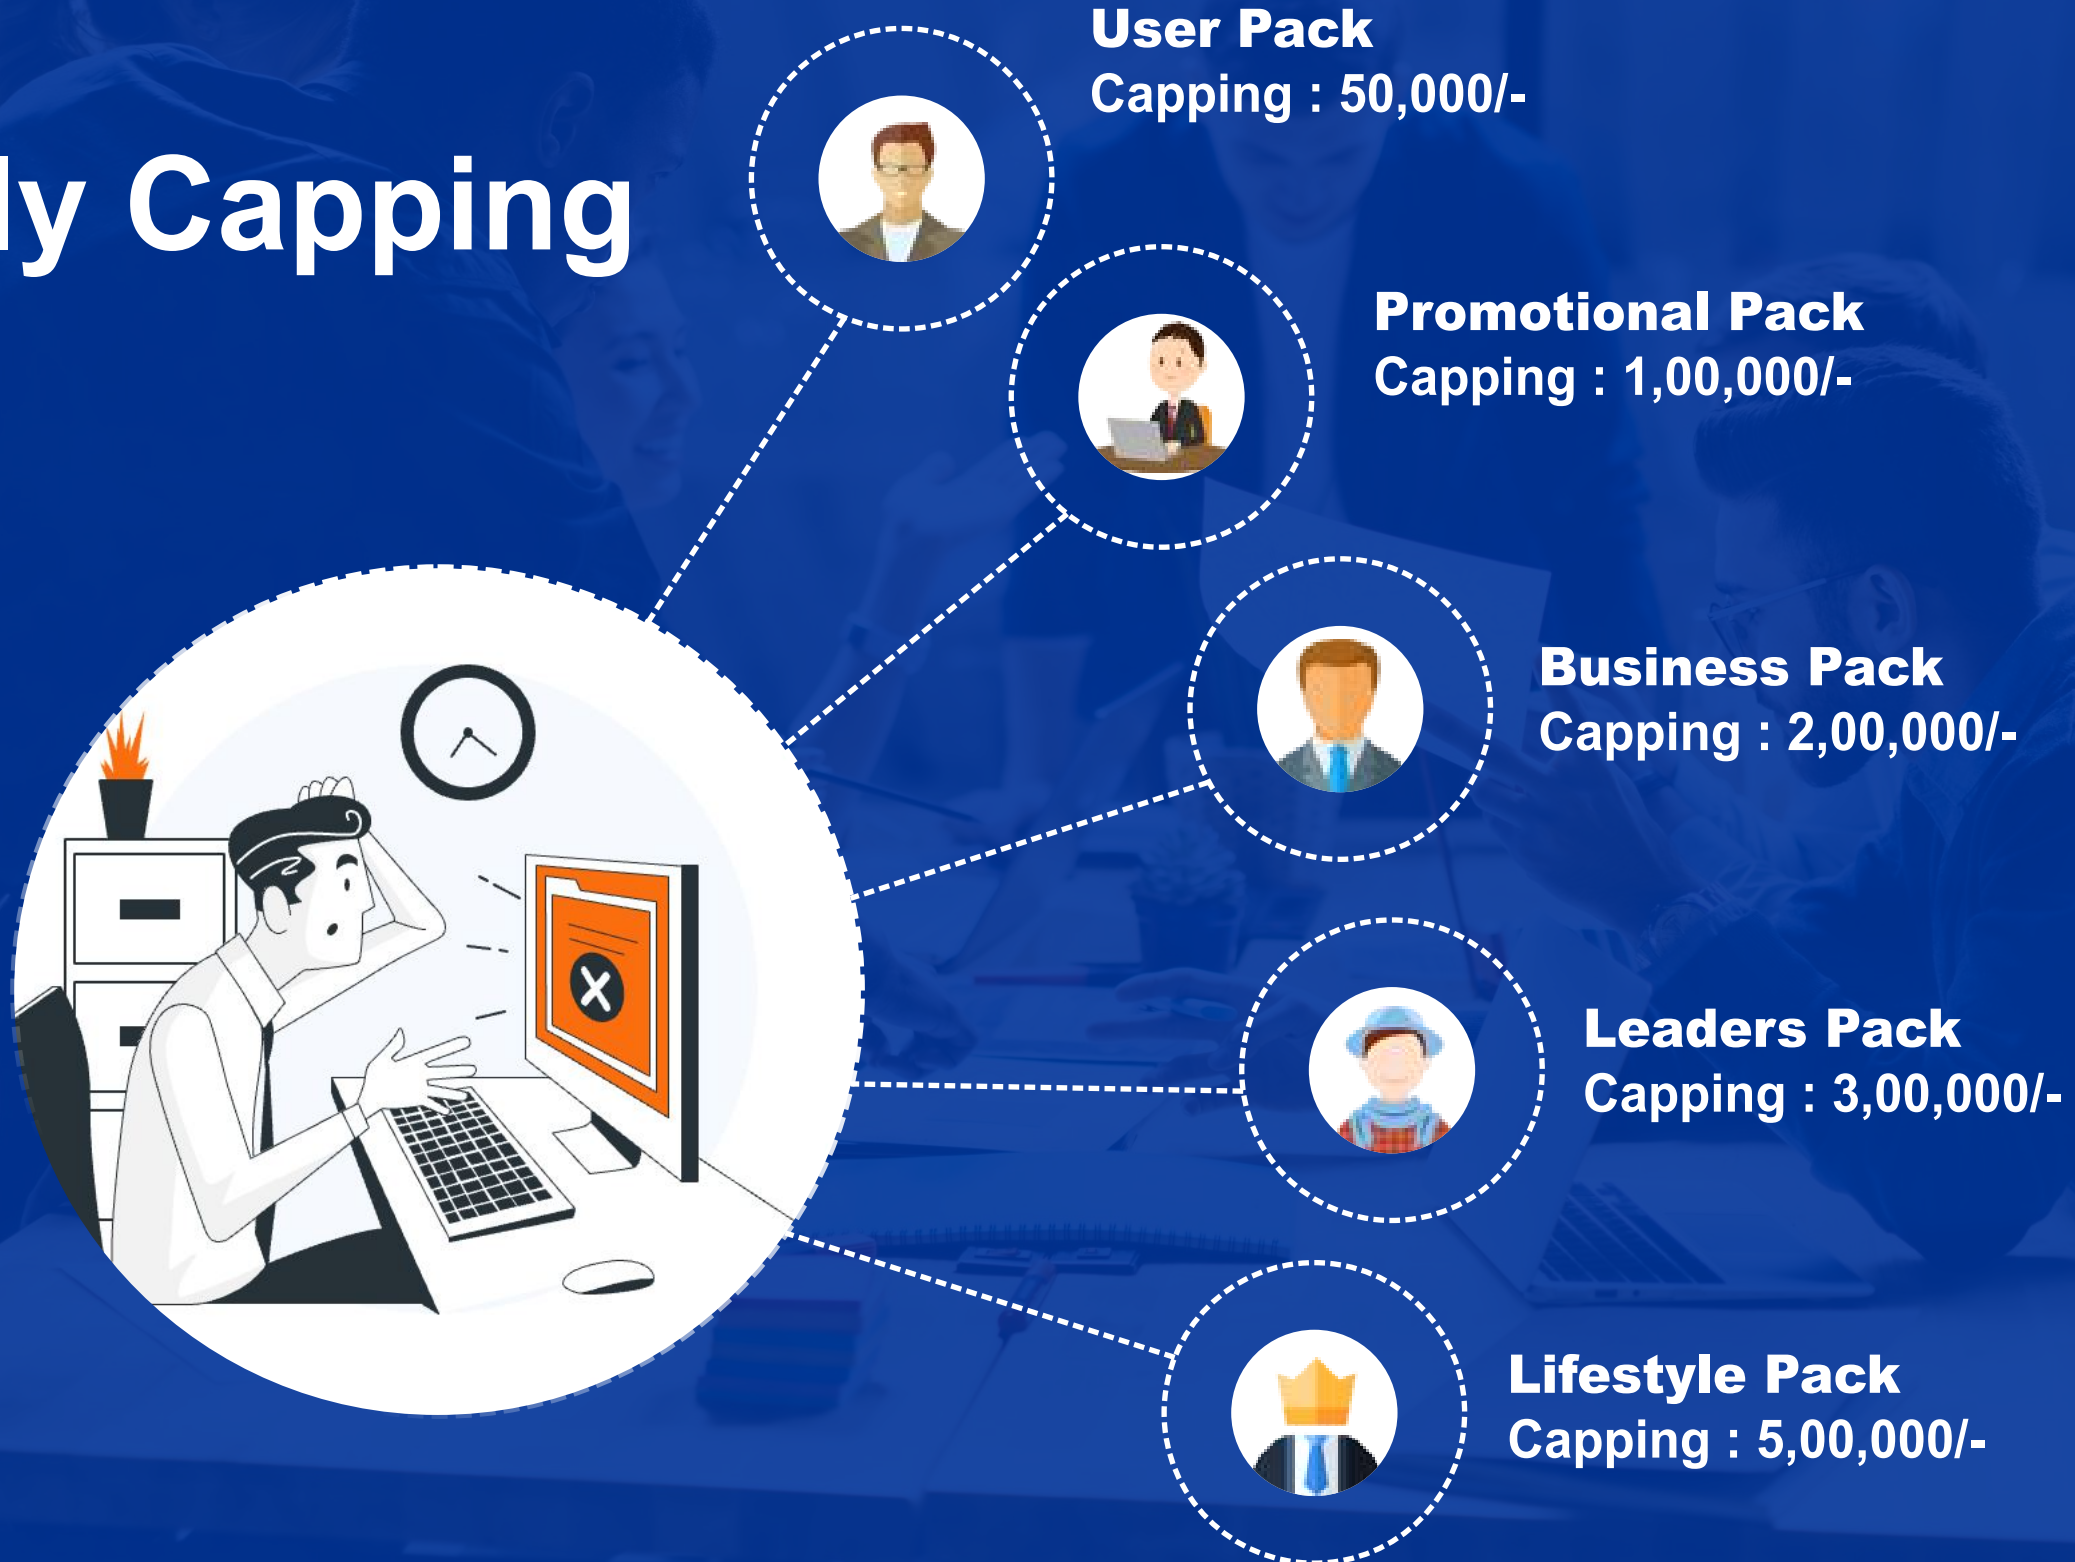 User Pack
Capping : 50,000/-
ly Capping
Promotional Pack
Capping : 1,00,000/-
Business Pack
Capping : 2,00,000/-
Leaders Pack
Capping : 3,00,000/-
Lifestyle Pack
Capping : 5,00,000/-